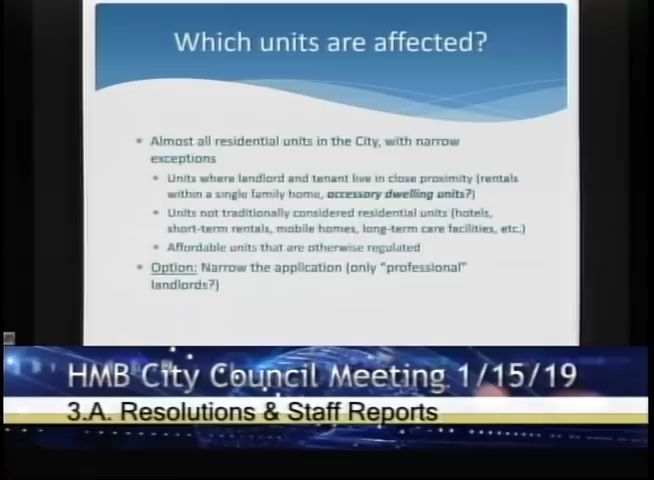 Which units are affected?
Almost all residential units in the City, with narrow
exceptions
Units where landlord and tenant live in close proximity (rentals
within a single family home, accessory dwelling units?)
Units not traditionally considered residential units (hotels,
short-term rentals, mobile homes, long-term care facilities, etc.)
Affordable units that are otherwise regulated
Option: Narrow the application (only "professional"
landlords?)
HMB City Council Meeting 1/15/19
3.A. Resolutions & Staff Reports